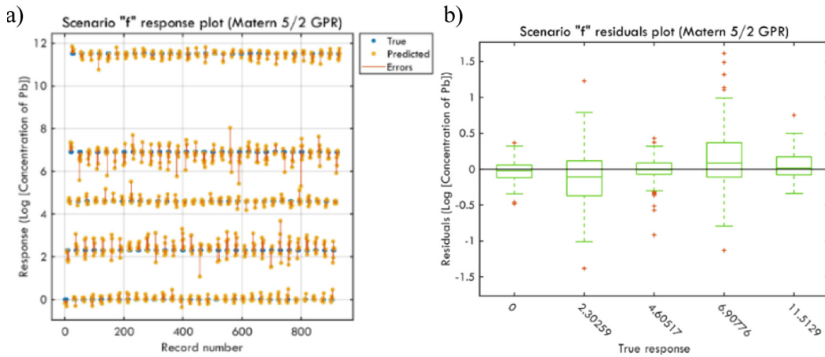 a)
Scenario "f" response plot (Matern 5/2 GPR)
True
Predicted
Errors
12
10
8
6
4
2
0
Response (Log [Concentration of Pb])
0
200
400
600
800
Record number
b)
Scenario "f" residuals plot (Matern 5/2 GPR)
1.5
1
0.5
0
-0.5
-1
-1.5
Residuals (Log [Concentration of Pb])
0
2.30259
4.60517
6.90776
11.5129
True response